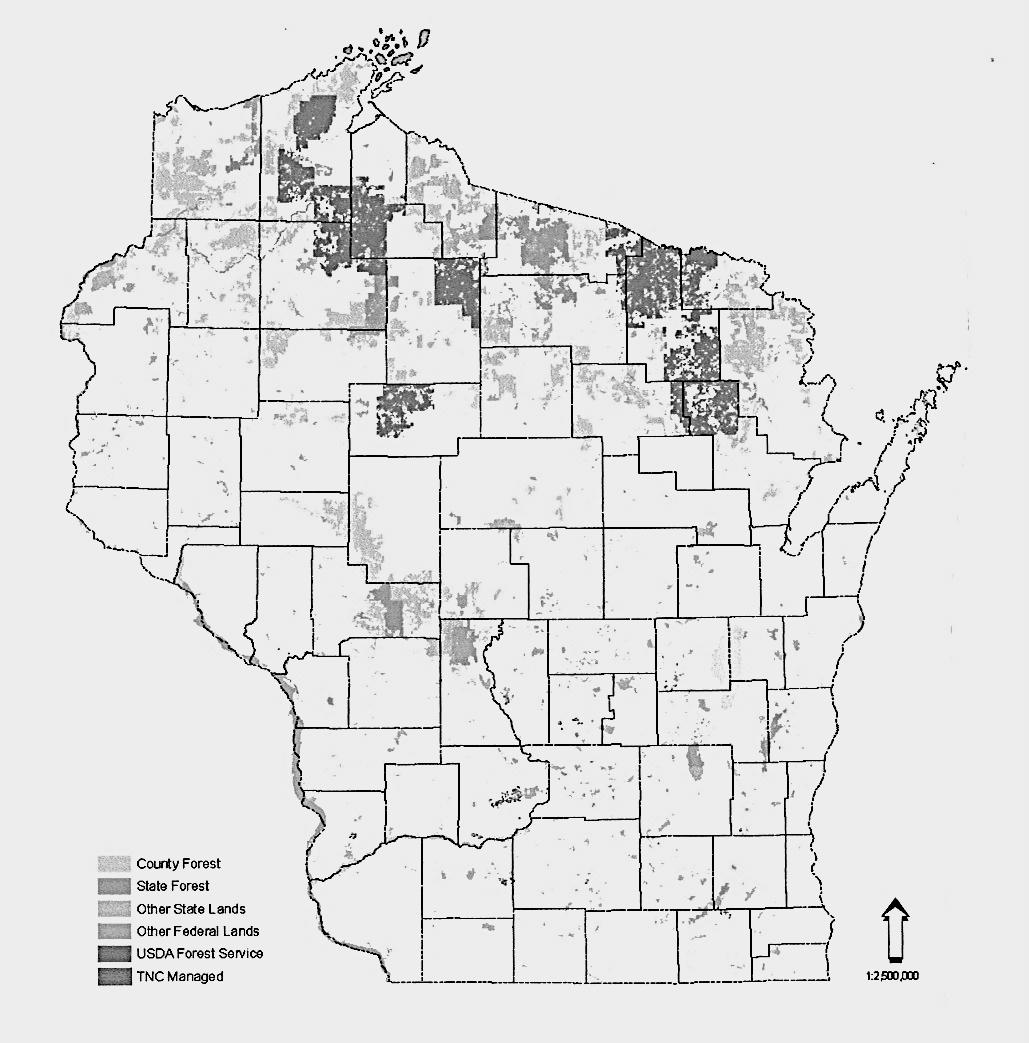 County Forest
State Forest
Other State Lands
Other Federal Lands
USDA Forest Service
TNC Managed
1:2,500,000